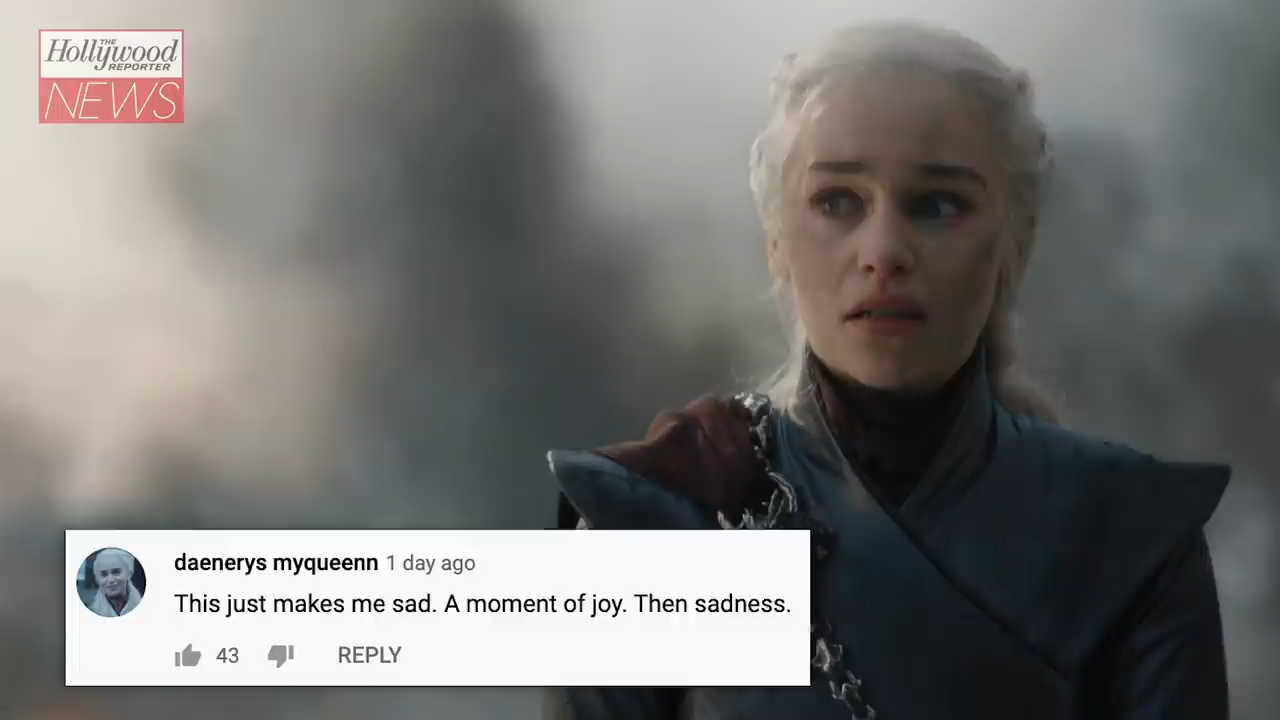 THE
Hollywood
REPORTER
NEWS
daenerys myqueenn 1 day ago
This just makes me sad. A moment of joy. Then sadness.
43 REPLY